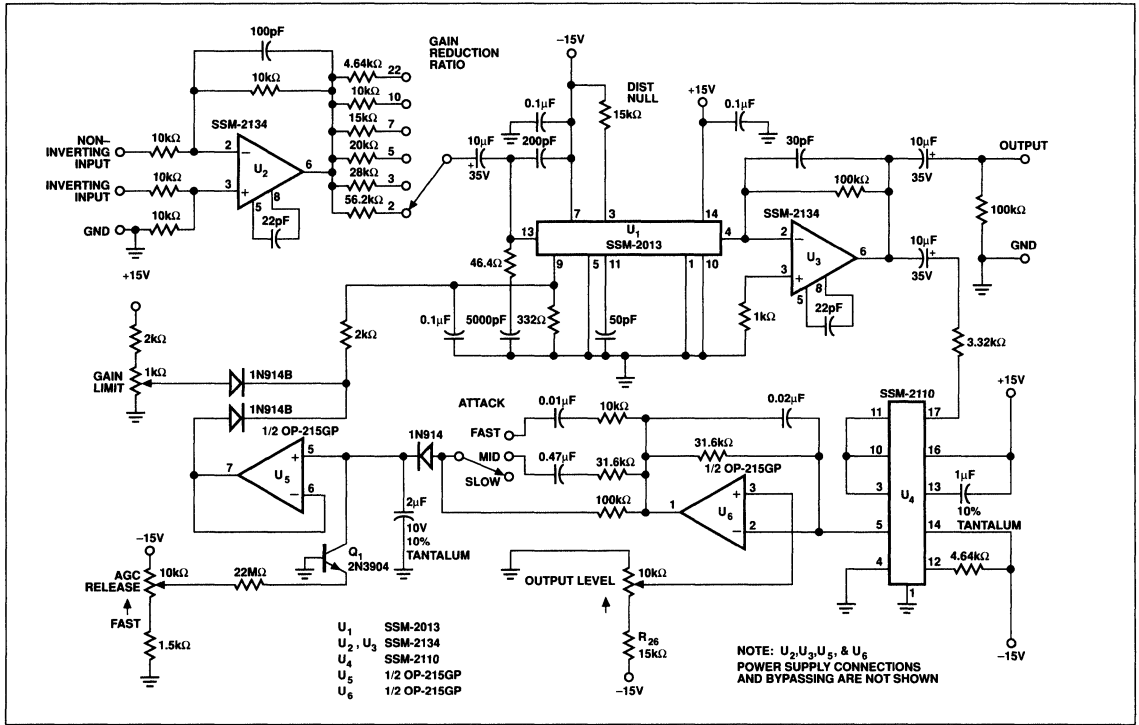 100pF
10kΩ
GAIN
REDUCTION
RATIO
4.64kΩ 22
10kΩ 10
15kΩ 7
20kΩ 5
28kΩ 3
56.2kΩ 2
NON–
INVERTING
INPUT
10kΩ
SSM-2134
2 –
U2
6
INVERTING
INPUT
10kΩ
3 +
8
5
GND
10kΩ
22pF
–15V
DIST
NULL
0.1µF
15kΩ
+15V
0.1µF
10µF
+
35V
200pF
7
3
14
13
U1
SSM-2013
4
9
5
11
1
10
46.4Ω
0.1µF
5000pF
332Ω
50pF
30pF
100kΩ
SSM-2134
2 –
U3
6
3 +
8
5
1kΩ
22pF
10µF
+
35V
OUTPUT
100kΩ
GND
10µF
+
35V
3.32kΩ
+15V
2kΩ
1kΩ
GAIN
LIMIT
1N914B
1N914B
2kΩ
1/2 OP-215GP
7
U5
+ 5
– 6
1N914
ATTACK
FAST
MID
SLOW
0.01µF
10kΩ
0.47µF
31.6kΩ
100kΩ
0.02µF
31.6kΩ
1/2 OP-215GP
1
U6
+ 3
– 2
2µF
10V
10%
TANTALUM
Q1
2N3904
–15V
AGC
RELEASE
10kΩ
22MΩ
FAST
1.5kΩ
OUTPUT LEVEL
10kΩ
R26
15kΩ
–15V
SSM-2110
11
17
10
16
3
13
U4
5
14
4
12
1
+15V
1µF
10%
TANTALUM
4.64kΩ
–15V
U1 SSM-2013
U2 , U3 SSM-2134
U4 SSM-2110
U5 1/2 OP-215GP
U6 1/2 OP-215GP
NOTE: U2,U3,U5, & U6
POWER SUPPLY CONNECTIONS
AND BYPASSING ARE NOT SHOWN